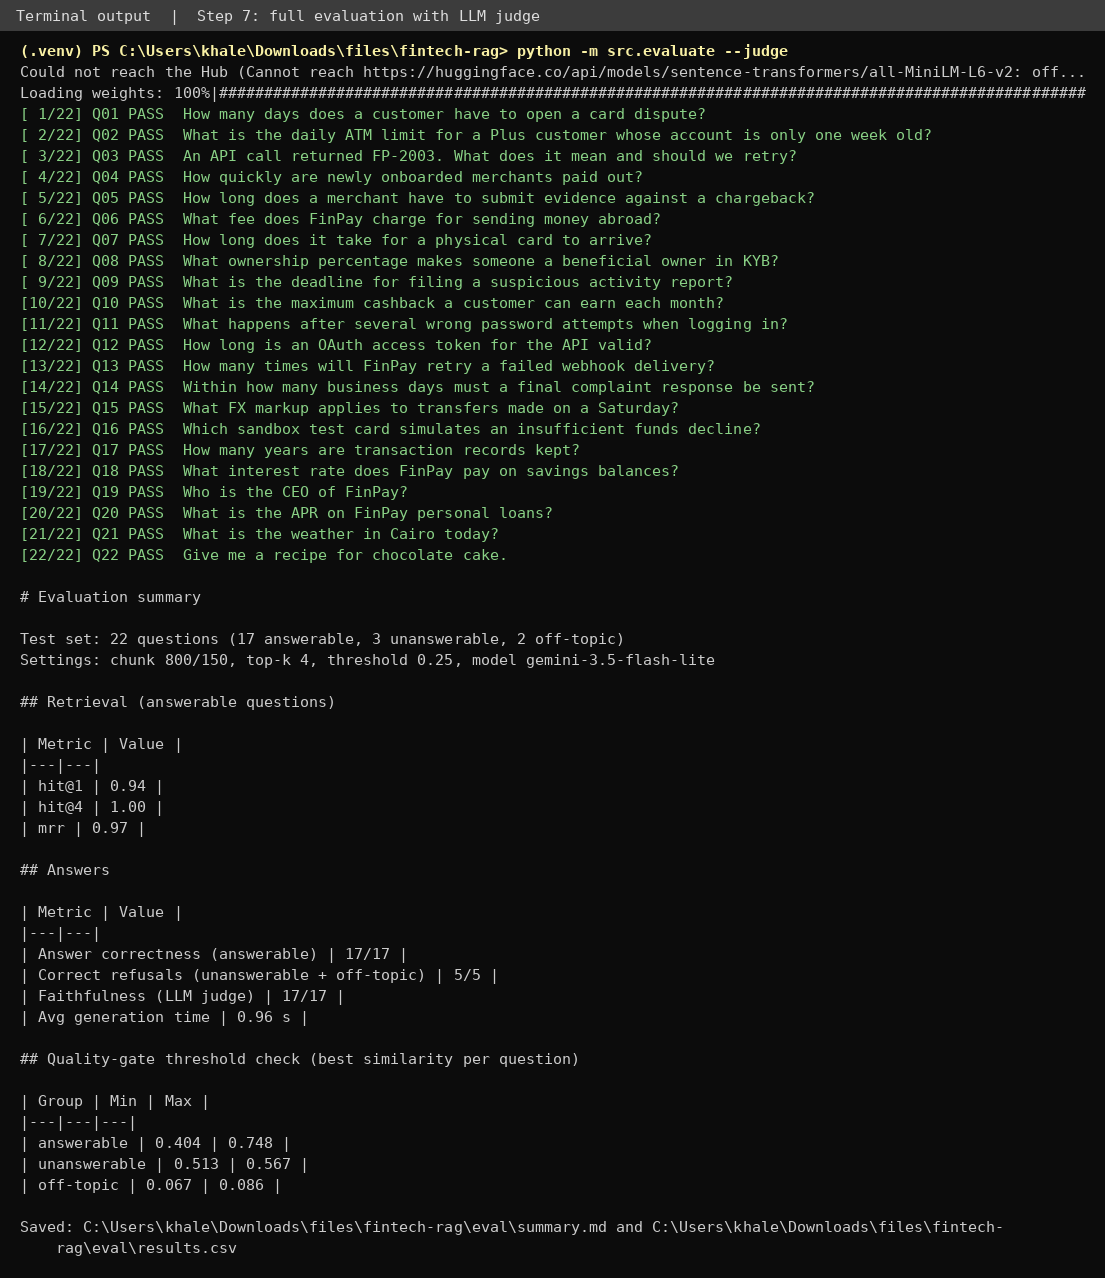 Terminal output  |  Step 7: full evaluation with LLM judge
(.venv) PS C:\Users\khale\Downloads\files\fintech-rag> python -m src.evaluate --judge
Could not reach the Hub (Cannot reach https://huggingface.co/api/models/sentence-transformers/all-MiniLM-L6-v2: off...
Loading weights: 100%|################################################################################################
[ 1/22] Q01 PASS  How many days does a customer have to open a card dispute?
[ 2/22] Q02 PASS  What is the daily ATM limit for a Plus customer whose account is only one week old?
[ 3/22] Q03 PASS  An API call returned FP-2003. What does it mean and should we retry?
[ 4/22] Q04 PASS  How quickly are newly onboarded merchants paid out?
[ 5/22] Q05 PASS  How long does a merchant have to submit evidence against a chargeback?
[ 6/22] Q06 PASS  What fee does FinPay charge for sending money abroad?
[ 7/22] Q07 PASS  How long does it take for a physical card to arrive?
[ 8/22] Q08 PASS  What ownership percentage makes someone a beneficial owner in KYB?
[ 9/22] Q09 PASS  What is the deadline for filing a suspicious activity report?
[10/22] Q10 PASS  What is the maximum cashback a customer can earn each month?
[11/22] Q11 PASS  What happens after several wrong password attempts when logging in?
[12/22] Q12 PASS  How long is an OAuth access token for the API valid?
[13/22] Q13 PASS  How many times will FinPay retry a failed webhook delivery?
[14/22] Q14 PASS  Within how many business days must a final complaint response be sent?
[15/22] Q15 PASS  What FX markup applies to transfers made on a Saturday?
[16/22] Q16 PASS  Which sandbox test card simulates an insufficient funds decline?
[17/22] Q17 PASS  How many years are transaction records kept?
[18/22] Q18 PASS  What interest rate does FinPay pay on savings balances?
[19/22] Q19 PASS  Who is the CEO of FinPay?
[20/22] Q20 PASS  What is the APR on FinPay personal loans?
[21/22] Q21 PASS  What is the weather in Cairo today?
[22/22] Q22 PASS  Give me a recipe for chocolate cake.
# Evaluation summary
Test set: 22 questions (17 answerable, 3 unanswerable, 2 off-topic)
Settings: chunk 800/150, top-k 4, threshold 0.25, model gemini-3.5-flash-lite
## Retrieval (answerable questions)
| Metric | Value |
|---|---|
| hit@1 | 0.94 |
| hit@4 | 1.00 |
| mrr | 0.97 |
## Answers
| Metric | Value |
|---|---|
| Answer correctness (answerable) | 17/17 |
| Correct refusals (unanswerable + off-topic) | 5/5 |
| Faithfulness (LLM judge) | 17/17 |
| Avg generation time | 0.96 s |
## Quality-gate threshold check (best similarity per question)
| Group | Min | Max |
|---|---|---|
| answerable | 0.404 | 0.748 |
| unanswerable | 0.513 | 0.567 |
| off-topic | 0.067 | 0.086 |
Saved: C:\Users\khale\Downloads\files\fintech-rag\eval\summary.md and C:\Users\khale\Downloads\files\fintech-
rag\eval\results.csv